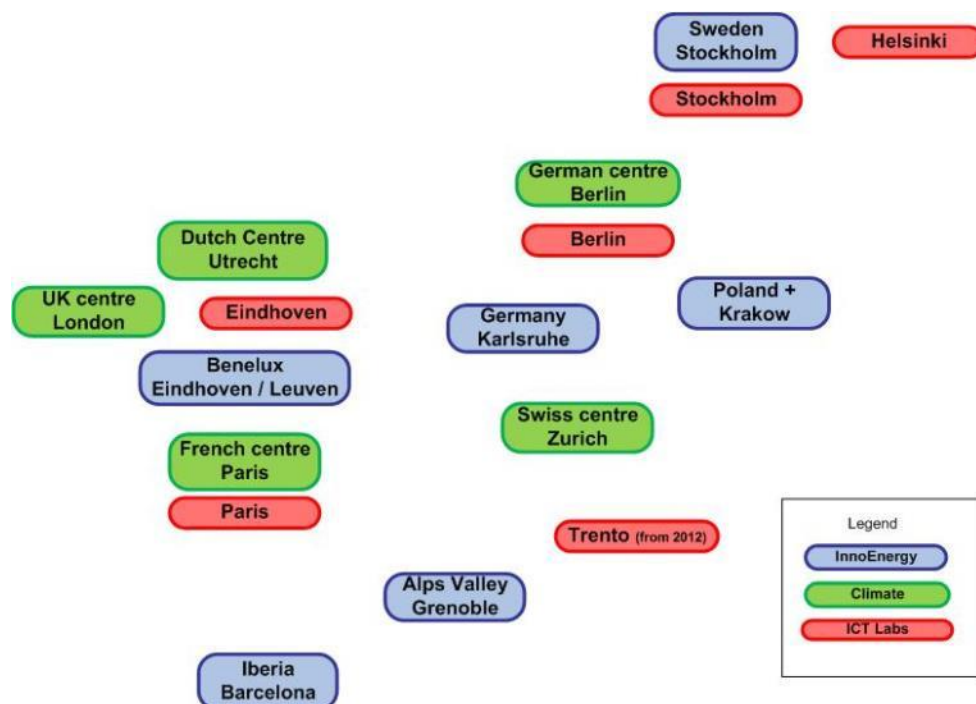 Sweden
Stockholm
Helsinki
Stockholm
German centre
Berlin
Berlin
Dutch Centre
Utrecht
UK centre
London
Eindhoven
Germany
Karlsruhe
Poland +
Krakow
Benelux
Eindhoven / Leuven
Swiss centre
Zurich
French centre
Paris
Paris
Trento (from 2012)
Alps Valley
Grenoble
Iberia
Barcelona
Legend
InnoEnergy
Climate
ICT Labs